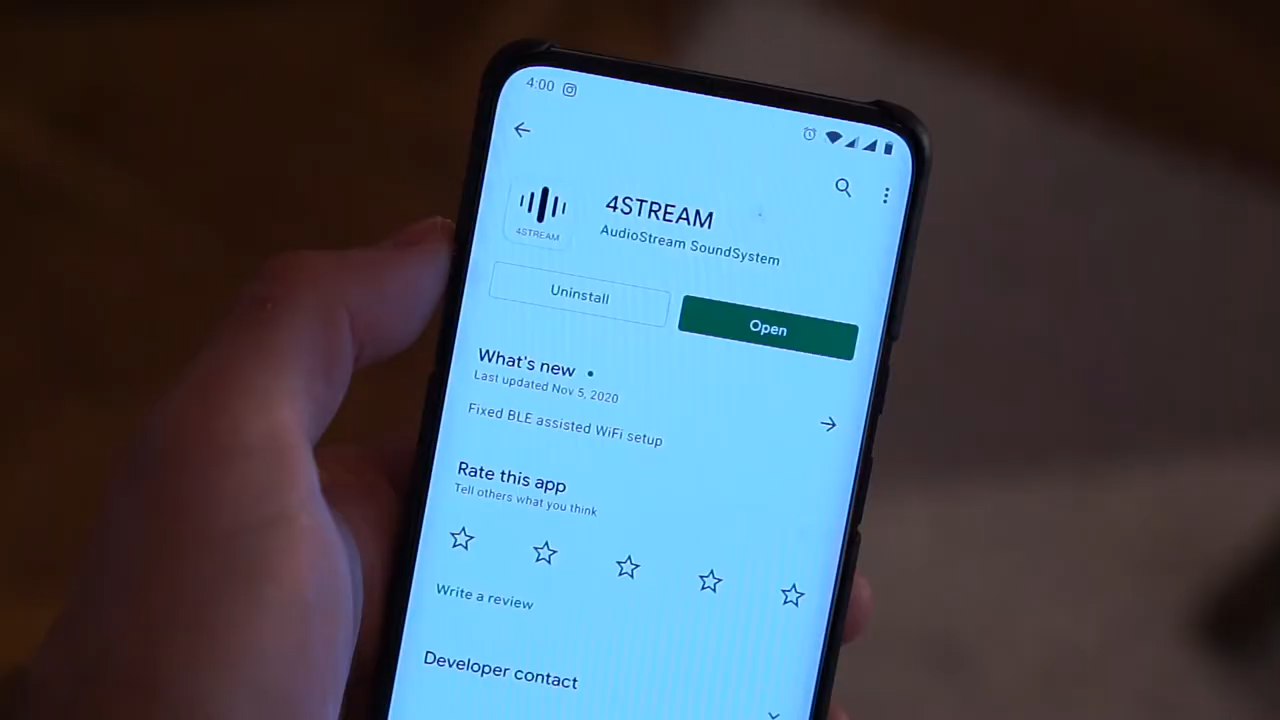 4:00
4STREAM
4STREAM
AudioStream SoundSystem
Uninstall
Open
What's new •
Last updated Nov 5, 2020
Fixed BLE assisted WiFi setup
Rate this app
Tell others what you think
Write a review
Developer contact